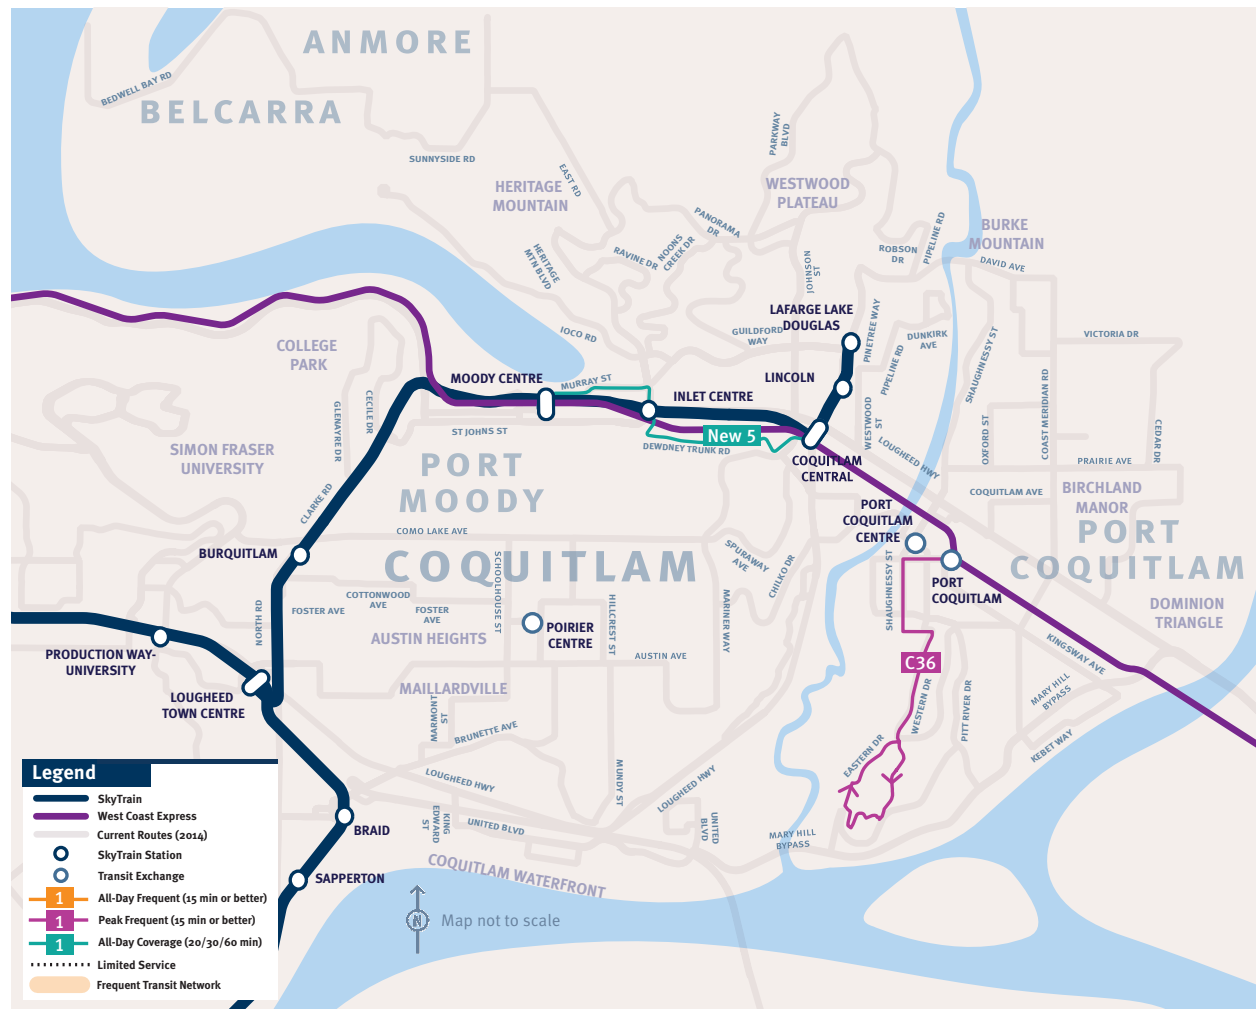 ANMORE
BEDWELL BAY RD
BELCARRA
SUNNYSIDE RD
EAST RD
HERITAGE
MOUNTAIN
PARKWAY
BLVD
WESTWOOD
PLATEAU
PANORAMA
DR
NOONS
CREEK DR
RAVINE DR
HERITAGE
MTN BLVD
JOHNSON
ST
ROBSON
DR
PIPELINE RD
BURKE
MOUNTAIN
DAVID AVE
LAFARGE LAKE
DOUGLAS
GUILDFORD
WAY
PINETREE WAY
DUNKIRK
AVE
SHAUGHNESSY ST
VICTORIA DR
IOCO RD
COLLEGE
PARK
MOODY CENTRE
MURRAY ST
INLET CENTRE
LINCOLN
PIPELINE RD
COAST MERIDIAN RD
CECILE DR
GLENAYRE DR
ST JOHNS ST
New 5
DEWDNEY TRUNK RD
WESTWOOD
ST
LOUGHEED HWY
OXFORD ST
CEDAR DR
PRAIRIE AVE
SIMON FRASER
UNIVERSITY
PORT
MOODY
COQUITLAM
CENTRAL
COQUITLAM AVE
BIRCHLAND
MANOR
CLARKE RD
COMO LAKE AVE
PORT
COQUITLAM
CENTRE
PORT
COQUITLAM
BURQUITLAM
COQUITLAM
SCHOOLHOUSE ST
SPURAWAY
AVE
CHILKO DR
SHAUGHNESSY ST
PORT
COQUITLAM
NORTH RD
COTTONWOOD
AVE
FOSTER AVE
FOSTER
AVE
HILLCREST ST
MARINER WAY
DOMINION
TRIANGLE
AUSTIN HEIGHTS
POIRIER
CENTRE
AUSTIN AVE
KINGSWAY AVE
PRODUCTION WAY-
UNIVERSITY
C36
LOUGHEED
TOWN CENTRE
MAILLARDVILLE
MARMONT
ST
BRUNETTE AVE
WESTERN DR
PITT RIVER DR
MARY HILL
BYPASS
KEBET WAY
EASTERN DR
LOUGHEED HWY
MUNDY ST
LOUGHEED HWY
KING
EDWARD
ST
UNITED BLVD
UNITED
BLVD
MARY HILL
BYPASS
BRAID
SAPPERTON
COQUITLAM WATERFRONT
N
Map not to scale
Legend
SkyTrain
West Coast Express
Current Routes (2014)
SkyTrain Station
Transit Exchange
1 All-Day Frequent (15 min or better)
1 Peak Frequent (15 min or better)
1 All-Day Coverage (20/30/60 min)
Limited Service
Frequent Transit Network